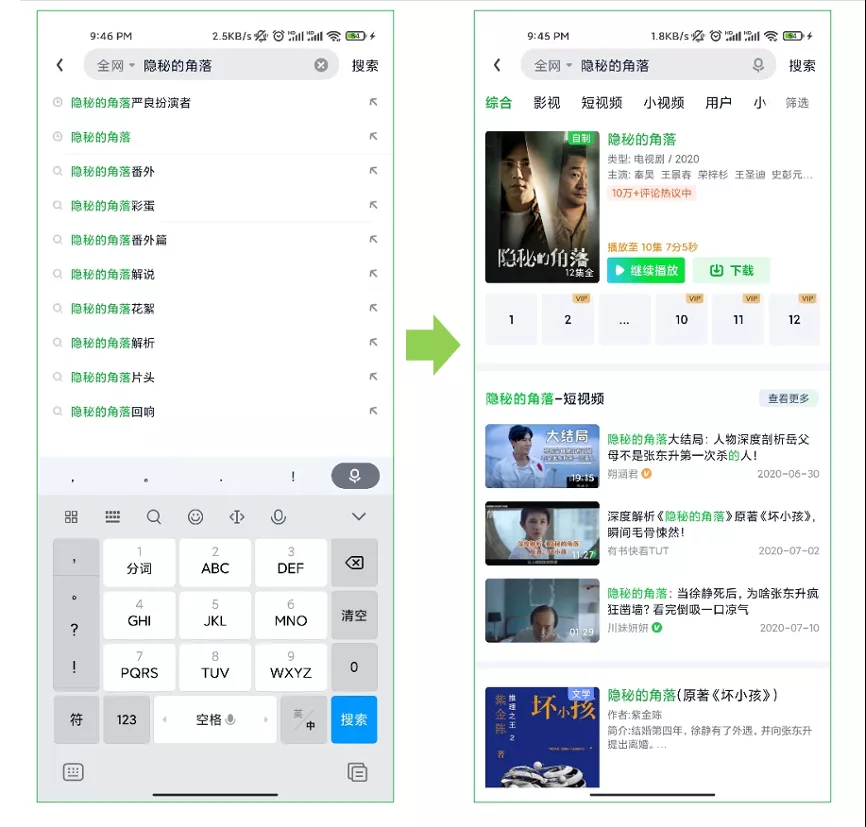 9:46 PM
2.5KB/s
84
全网
隐秘的角落
搜索
隐秘的角落严良扮演者
隐秘的角落
隐秘的角落番外
隐秘的角落彩蛋
隐秘的角落番外篇
隐秘的角落解说
隐秘的角落花絮
隐秘的角落解析
隐秘的角落片头
隐秘的角落回响
, 。 . !
1
分词
2
ABC
3
DEF
4
GHI
5
JKL
6
MNO
清空
7
PQRS
8
TUV
9
WXYZ
0
,
。
?
!
符
123
空格
英/中
搜索
9:45 PM
1.8KB/s
84
全网
隐秘的角落
搜索
综合 影视 短视频 小视频 用户 小 筛选
自制
隐秘的角落
12集全
隐秘的角落
类型: 电视剧 / 2020
主演: 秦昊 王景春 荣梓杉 王圣迪 史彭元...
10万+评论热议中
播放至 10集 7分5秒
继续播放
下载
VIP VIP VIP VIP
1 2 ... 10 11 12
隐秘的角落-短视频
查看更多
大结局
19:15
隐秘的角落大结局：人物深度剖析岳父
母不是张东升第一次杀的人！
朔涵君
2020-06-30
11:27
深度解析《隐秘的角落》原著《坏小孩》，
瞬间毛骨悚然！
有书快看TUT
2020-07-02
01:29
隐秘的角落：当徐静死后，为啥张东升疯
狂凿墙？看完倒吸一口凉气
川妹妍妍
2020-07-10
文学
紫金陈
著
推理之王
2
坏小孩
隐秘的角落(原著《坏小孩》)
作者:紫金陈
简介:结婚第四年，徐静有了外遇，并向张东升
提出离婚。...